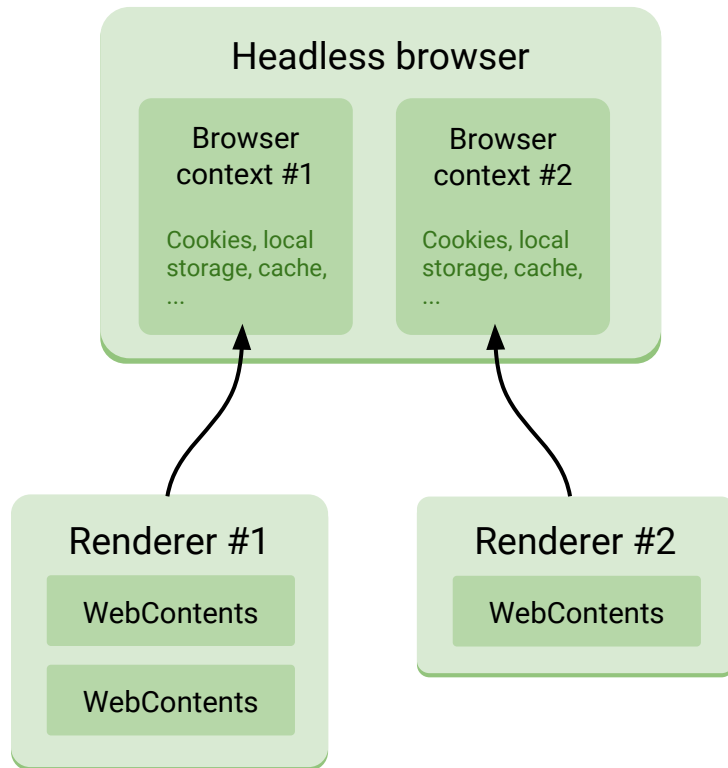 Headless browser
Browser
context #1
Cookies, local
storage, cache,
...
Browser
context #2
Cookies, local
storage, cache,
...
Renderer #1
WebContents
WebContents
Renderer #2
WebContents